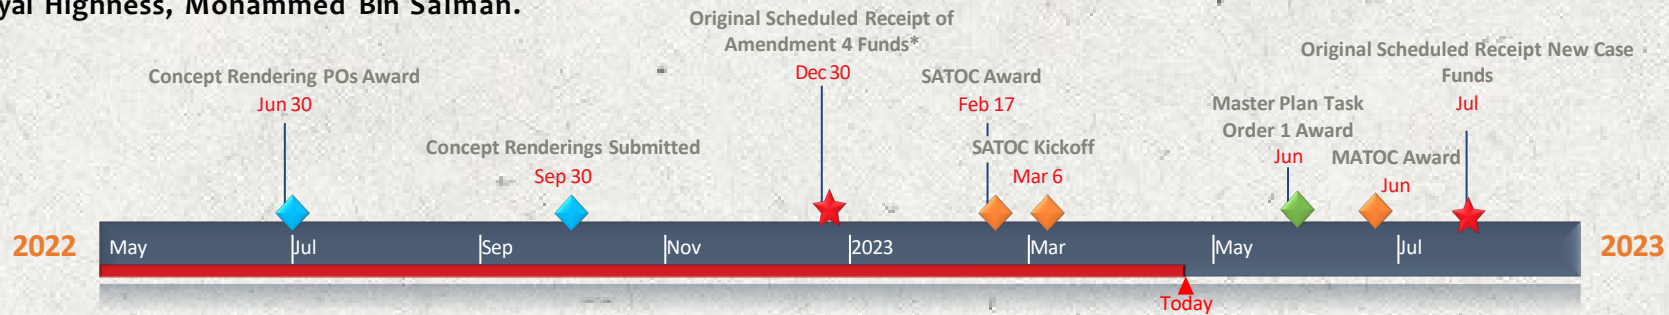 yal Highness, Mohammed Bin Salman.
Original Scheduled Receipt of
Amendment 4 Funds*
Dec 30
Concept Rendering POs Award
Jun 30
Concept Renderings Submitted
Sep 30
SATOC Award
Feb 17
SATOC Kickoff
Mar 6
Original Scheduled Receipt New Case
Funds
Jul
Master Plan Task
Order 1 Award
Jun
MATOC Award
Jun
2022
May
Jul
Sep
Nov
2023
Mar
May
Jul
2023
Today